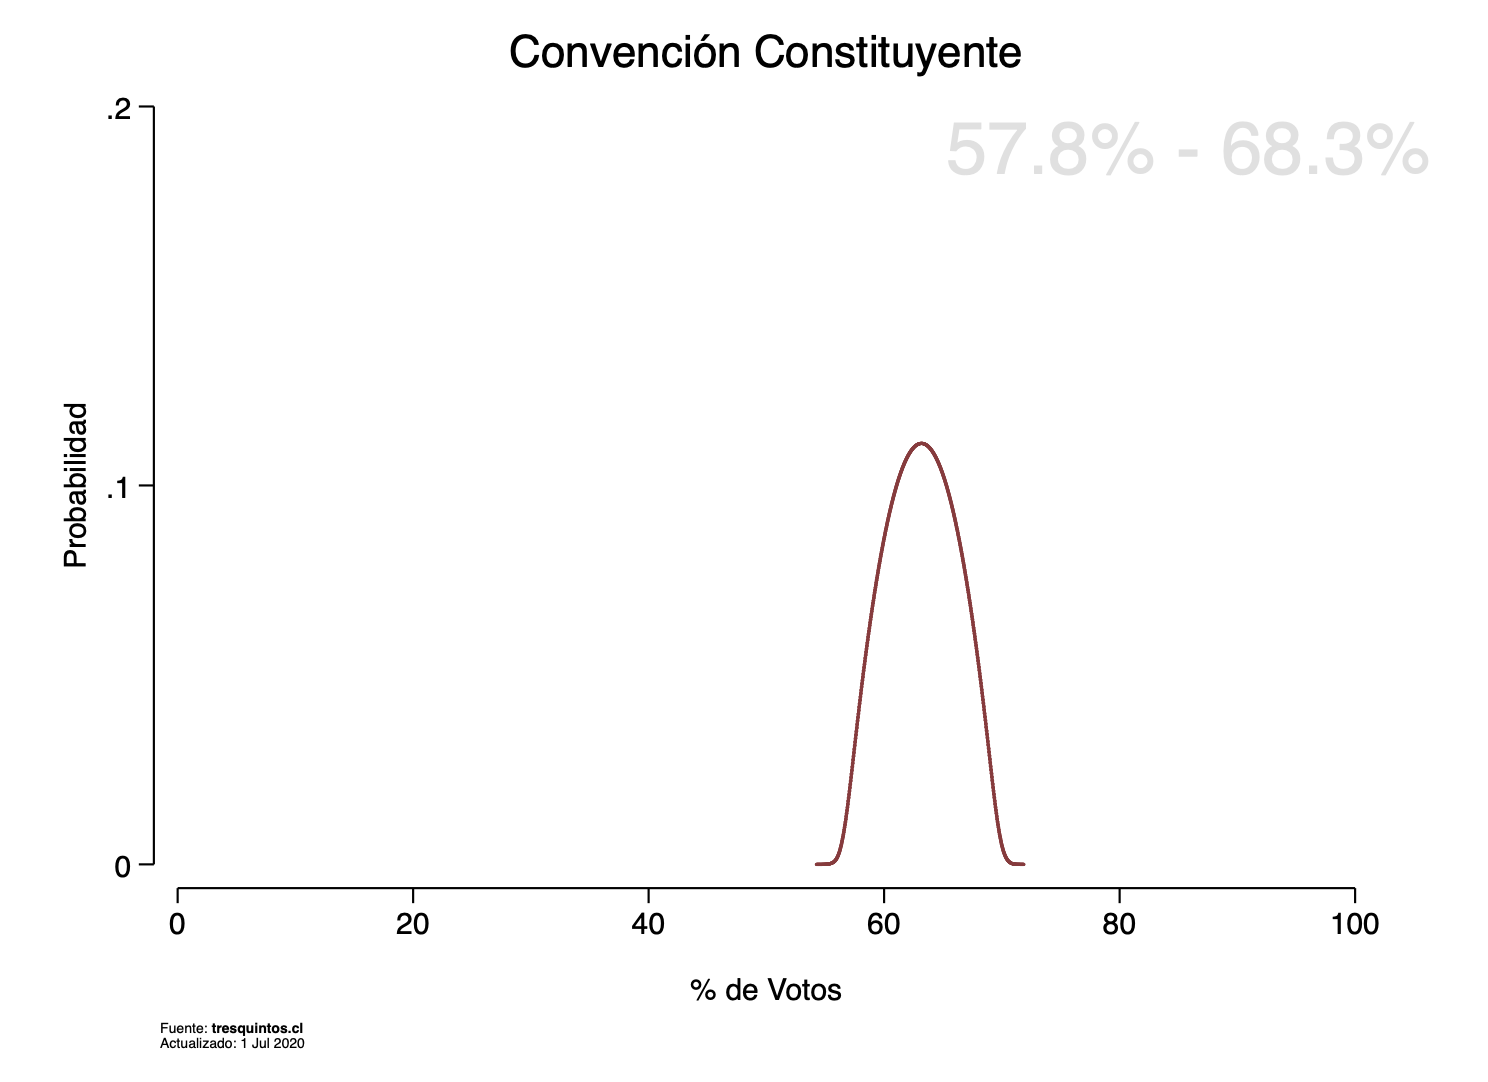 Convención Constituyente
57.8% - 68.3%
.2
.1
0
Probabilidad
0 20 40 60 80 100
% de Votos
Fuente: tresquintos.cl
Actualizado: 1 Jul 2020